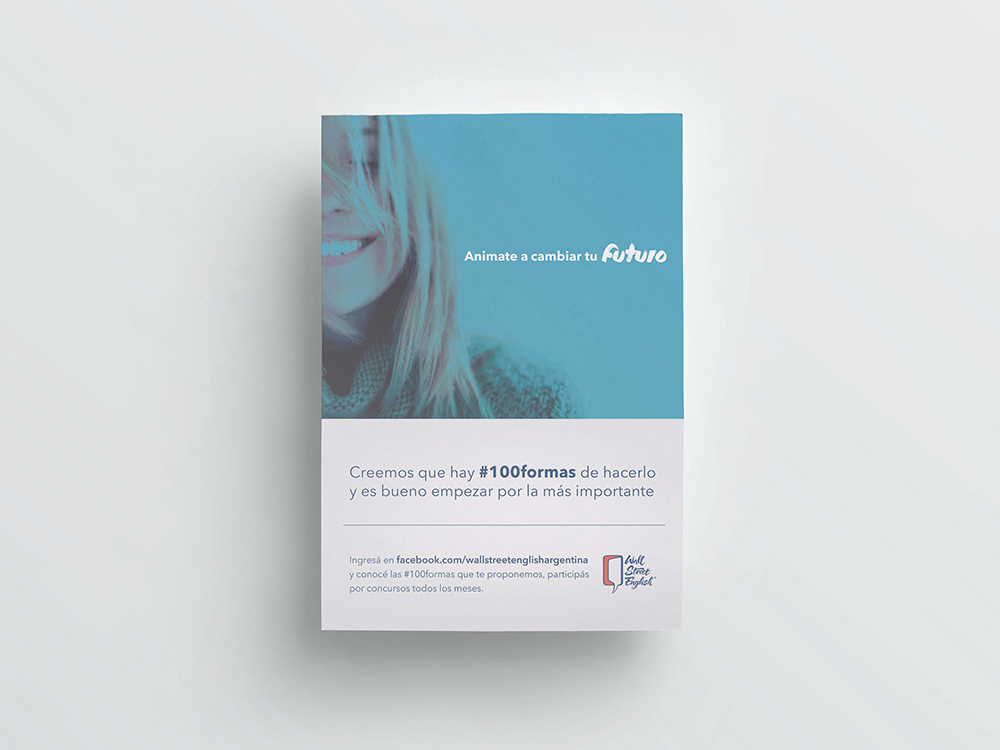 Animate a cambiar tu Futuro
Creemos que hay #100formas de hacerlo
y es bueno empezar por la más importante
Ingresá en facebook.com/wallstreetenglishargentina
y conocé las #100formas que te proponemos, participás
por concursos todos los meses.
Wall
Street
English